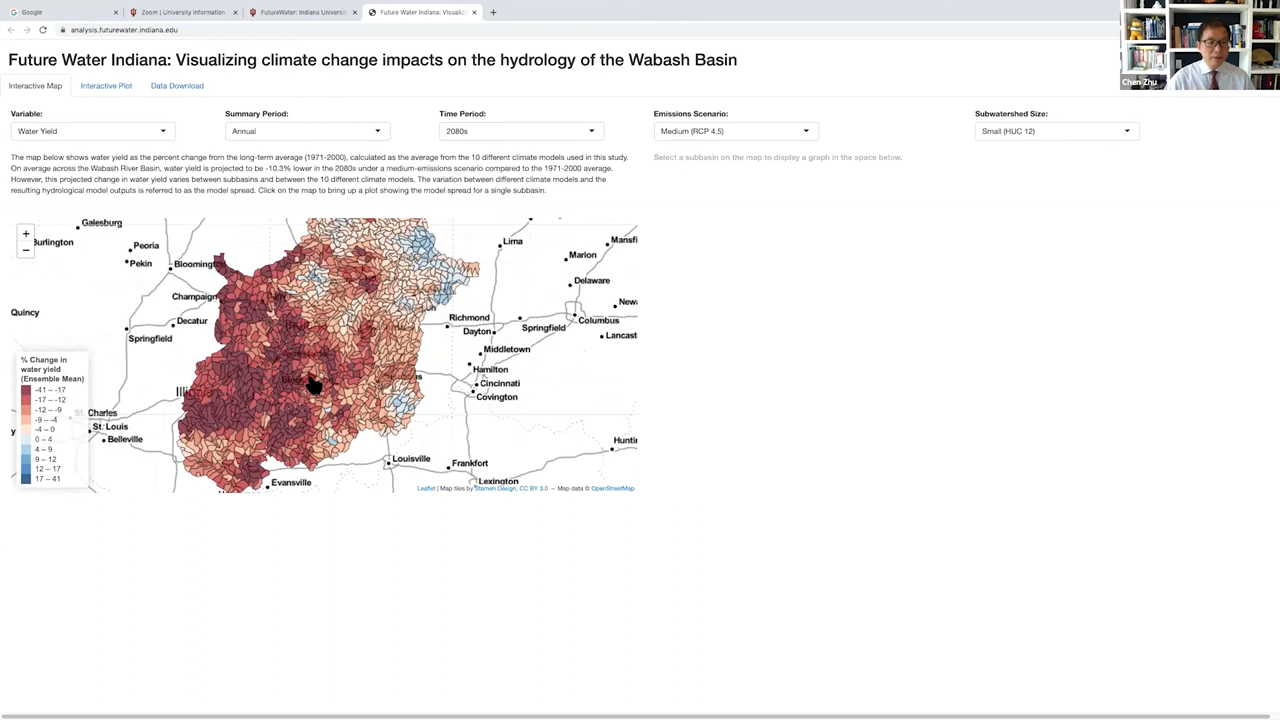 Google
Zoom | University Information
FutureWater: Indiana Universit
Future Water Indiana: Visualiz
analysis.futurewater.indiana.edu
Chen Zhu
Future Water Indiana: Visualizing climate change impacts on the hydrology of the Wabash Basin
Interactive Map
Interactive Plot
Data Download
Variable:
Summary Period:
Time Period:
Emissions Scenario:
Subwatershed Size:
Water Yield
Annual
2080s
Medium (RCP 4.5)
Small (HUC 12)
The map below shows water yield as the percent change from the long-term average (1971-2000), calculated as the average from the 10 different climate models used in this study.
On average across the Wabash River Basin, water yield is projected to be -10.3% lower in the 2080s under a medium-emissions scenario compared to the 1971-2000 average.
However, this projected change in water yield varies between subbasins and between the 10 different climate models. The variation between different climate models and the
resulting hydrological model outputs is referred to as the model spread. Click on the map to bring up a plot showing the model spread for a single subbasin.
Select a subbasin on the map to display a graph in the space below.
+
−
Galesburg
Burlington
Peoria
Pekin
Bloomington
Lima
Mansfi
Marion
Delaware
Champaign
Newa
Quincy
Decatur
Richmond
Columbus
Springfield
Dayton
Springfield
Lancast
Middletown
Hamilton
Cincinnati
Covington
St. Charles
St. Louis
Belleville
Louisville
Frankfort
Hunti
Evansville
Lexington
% Change in
water yield
(Ensemble Mean)
-41 – -17
-17 – -12
-12 – -9
-9 – -4
-4 – 0
0 – 4
4 – 9
9 – 12
12 – 17
17 – 41
Leaflet | Map tiles by Stamen Design, CC BY 3.0 — Map data © OpenStreetMap